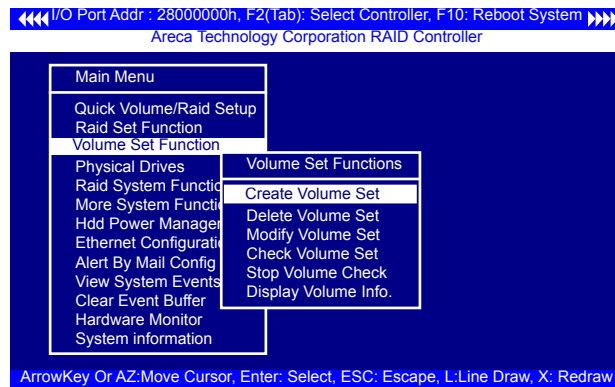 I/O Port Addr : 28000000h, F2(Tab): Select Controller, F10: Reboot System
Areca Technology Corporation RAID Controller
Main Menu
Quick Volume/Raid Setup
Raid Set Function
Volume Set Function
Physical Drives
Raid System Functio
More System Functi
Hdd Power Manager
Ethernet Configurati
Alert By Mail Config
View System Events
Clear Event Buffer
Hardware Monitor
System information
Volume Set Functions
Create Volume Set
Delete Volume Set
Modify Volume Set
Check Volume Set
Stop Volume Check
Display Volume Info.
ArrowKey Or AZ:Move Cursor, Enter: Select, ESC: Escape, L:Line Draw, X: Redraw